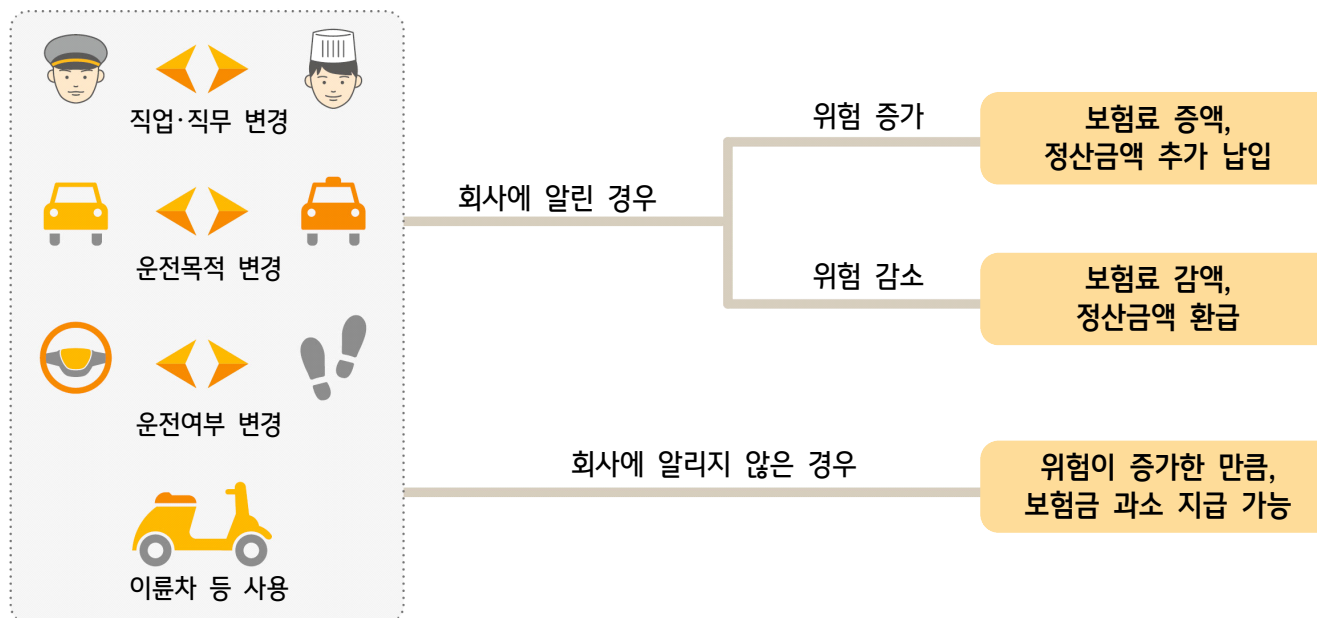 직업·직무 변경
운전목적 변경
운전여부 변경
이륜차 등 사용
회사에 알린 경우
위험 증가
보험료 증액,
정산금액 추가 납입
위험 감소
보험료 감액,
정산금액 환급
회사에 알리지 않은 경우
위험이 증가한 만큼,
보험금 과소 지급 가능